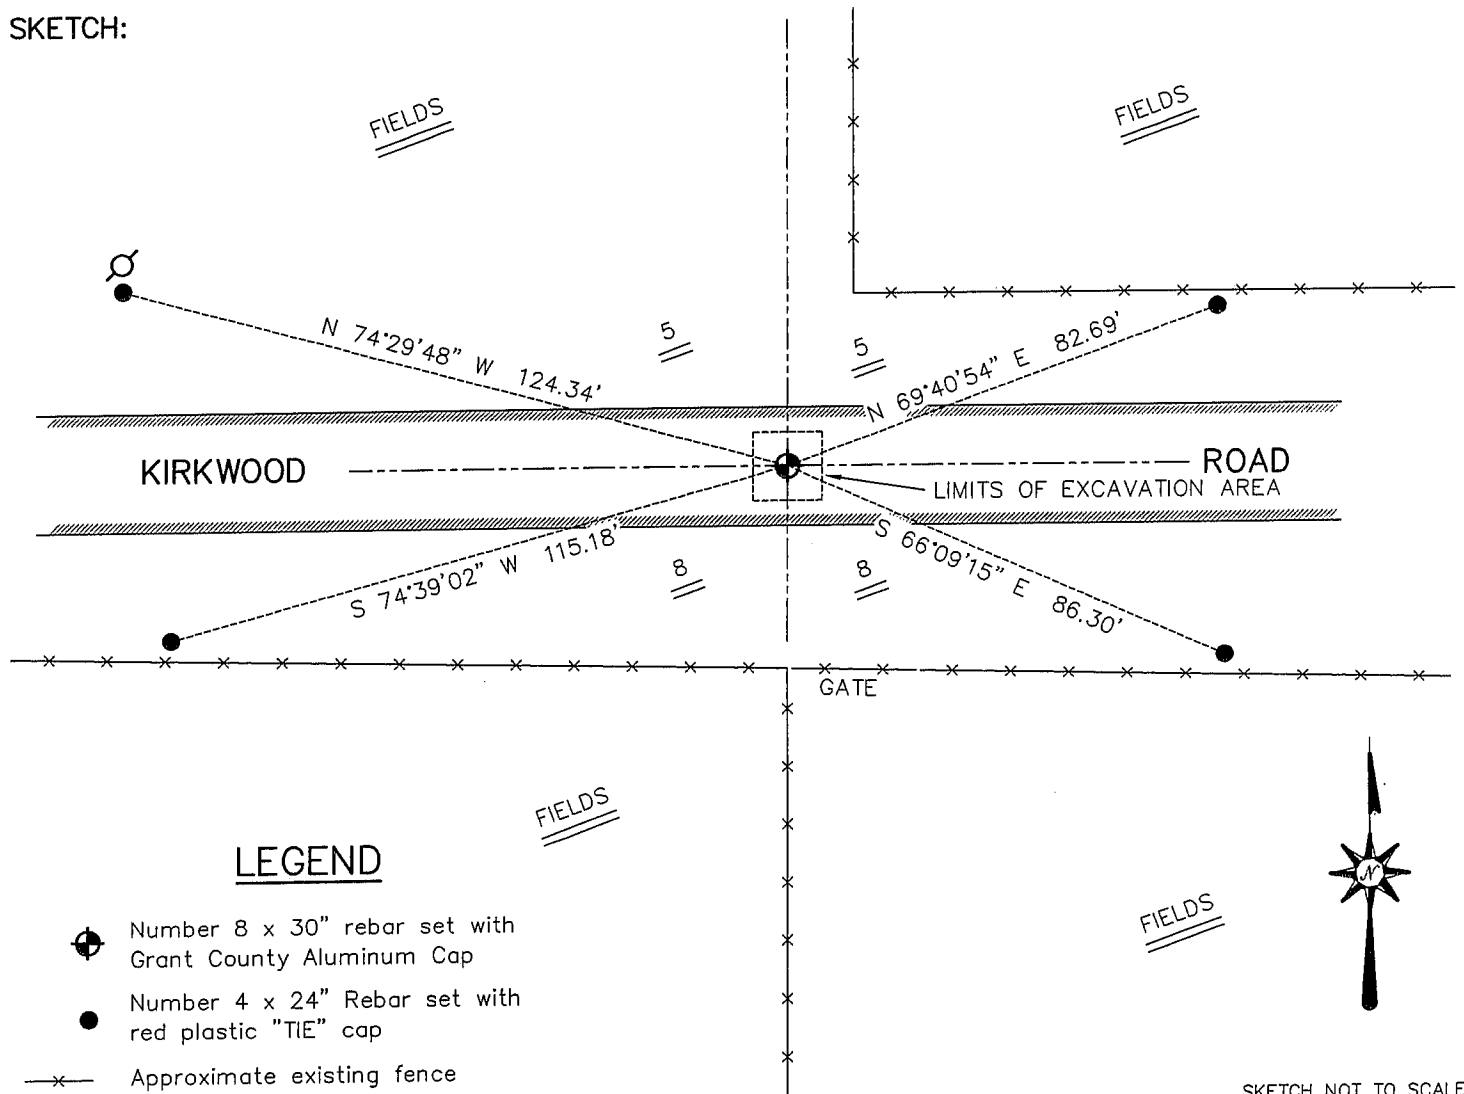 SKETCH:
FIELDS
FIELDS
N 74°29'48" W 124.34'
5
5
N 69°40'54" E 82.69'
KIRKWOOD
ROAD
LIMITS OF EXCAVATION AREA
S 74°39'02" W 115.18'
8
8
S 66°09'15" E 86.30'
GATE
FIELDS
FIELDS
N
LEGEND
Number 8 x 30" rebar set with
Grant County Aluminum Cap
Number 4 x 24" Rebar set with
red plastic "TIE" cap
Approximate existing fence
SKETCH NOT TO SCALE